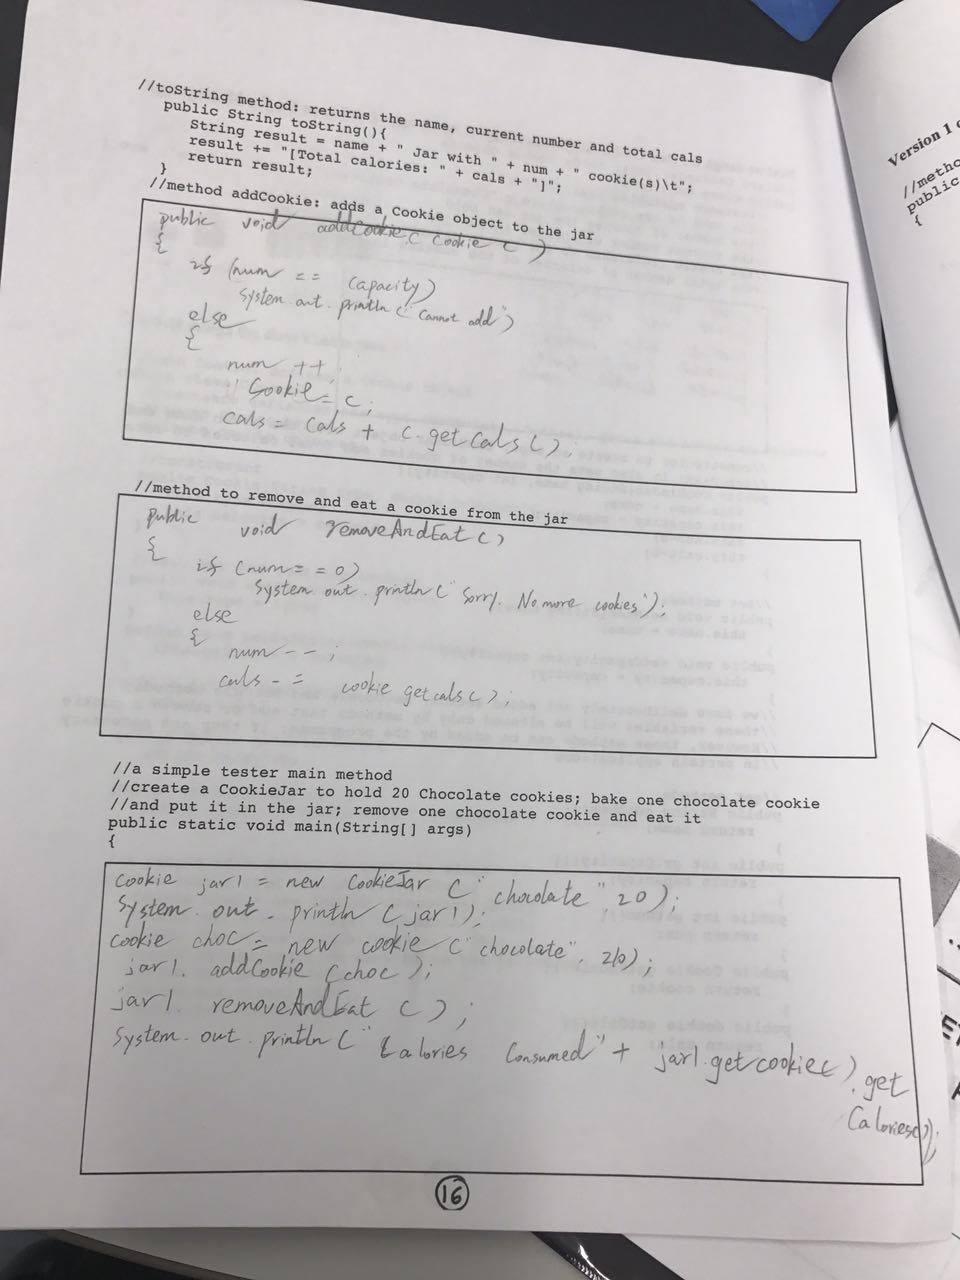 //toString method: returns the name, current number and total cals
public String toString(){
String result = name + " Jar with " + num + " cookie(s)\t";
result += "[Total calories: " + cals + "]";
return result;
}
//method addCookie: adds a Cookie object to the jar
public void addCookie( Cookie c )
{
if (num == capacity)
System.out.println ("Cannot add")
else
{
num ++
Cookie = c;
cals = cals + c.getCals();
//method to remove and eat a cookie from the jar
public void removeAndEat ()
{
if (num== 0)
System.out.println ("Sorry. No more cookies");
else
{
num -- ;
cals -= cookie getcals();
//a simple tester main method
//create a CookieJar to hold 20 Chocolate cookies; bake one chocolate cookie
//and put it in the jar; remove one chocolate cookie and eat it
public static void main(String[] args)
{
Cookie jar1 = new CookieJar ("chocolate", 20);
System.out.println (jar1);
Cookie choc = new cookie ("chocolate", 210);
jar1. addCookie (choc);
jar1. removeAndEat ();
System.out.println (" Calories Consumed" + jar1.getcookie() .get
Calories());
16
Version 1
//metho
public
{